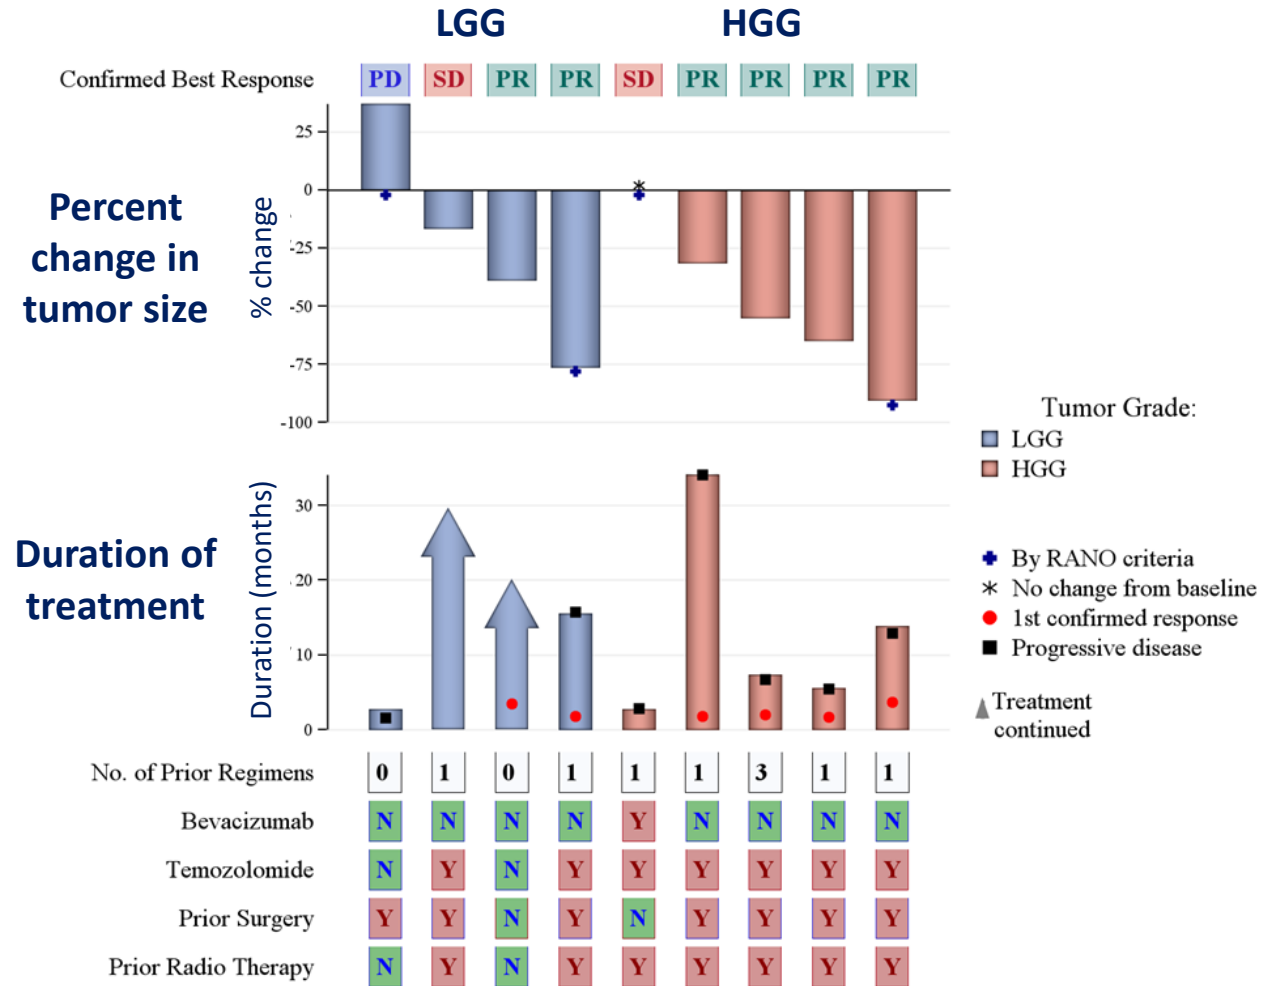 LGG HGG
Confirmed Best Response PD SD PR PR SD PR PR PR PR
Percent
change in
tumor size
% change
25
0
-25
-50
-75
-100
Tumor Grade:
LGG
HGG
Duration of
treatment
Duration (months)
30
20
10
0
By RANO criteria
No change from baseline
1st confirmed response
Progressive disease
Treatment
continued
No. of Prior Regimens 0 1 0 1 1 1 3 1 1
Bevacizumab N N N N Y N N N N
Temozolomide N Y N Y Y Y Y Y Y
Prior Surgery Y Y N Y N Y Y Y Y
Prior Radio Therapy N Y N Y Y Y Y Y Y